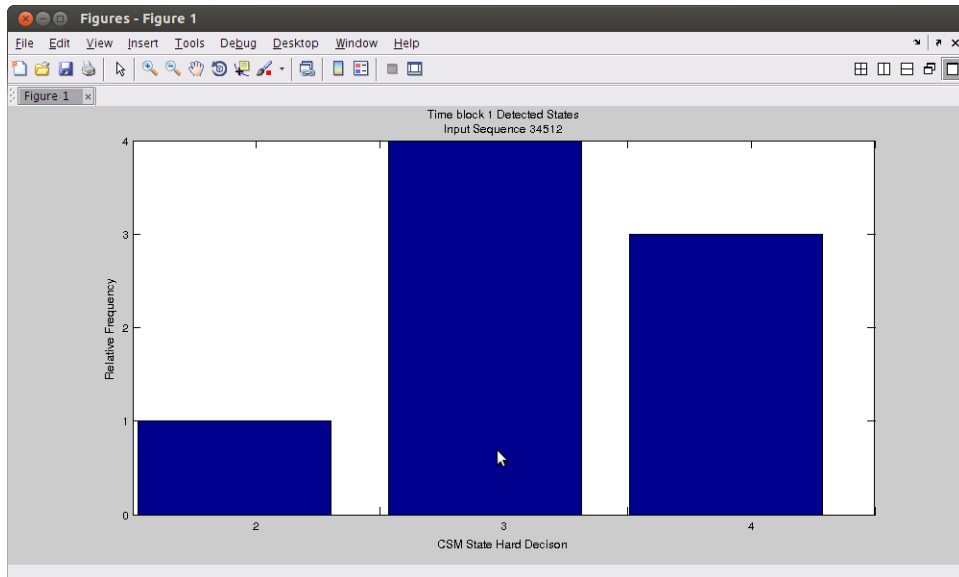 Figures - Figure 1
File Edit View Insert Tools Debug Desktop Window Help
Figure 1
Time block 1 Detected States
Input Sequence 34512
4
3
2
1
0
Relative Frequency
2 3 4
CSM State Hard Decison